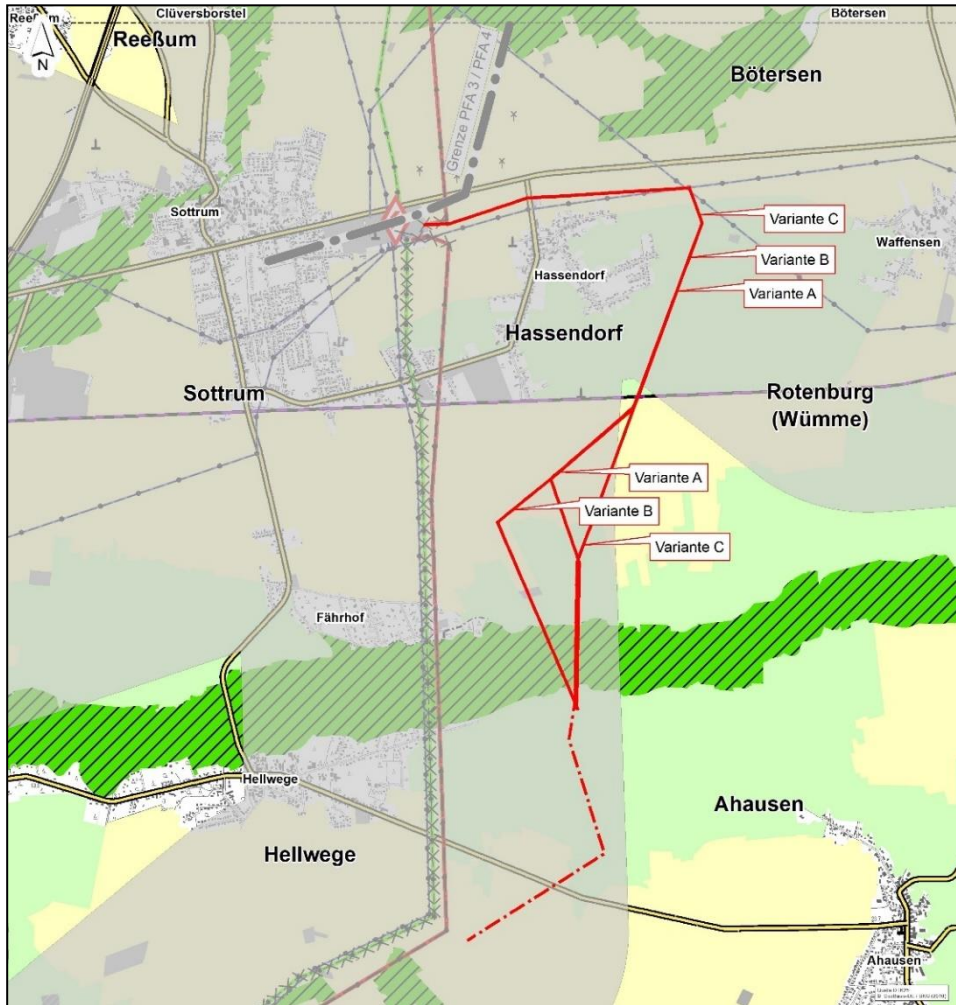 Clüversborstel
Reeßum
Reeßum
N
Bötersen
Bötersen
Grenze PFA 3 / PFA 4
Sottrum
Variante C
Waffensen
Variante B
Hassendorf
Variante A
Hassendorf
Sottrum
Rotenburg
(Wümme)
Variante A
Variante B
Variante C
Fährhof
Hellwege
Ahausen
Hellwege
Ahausen